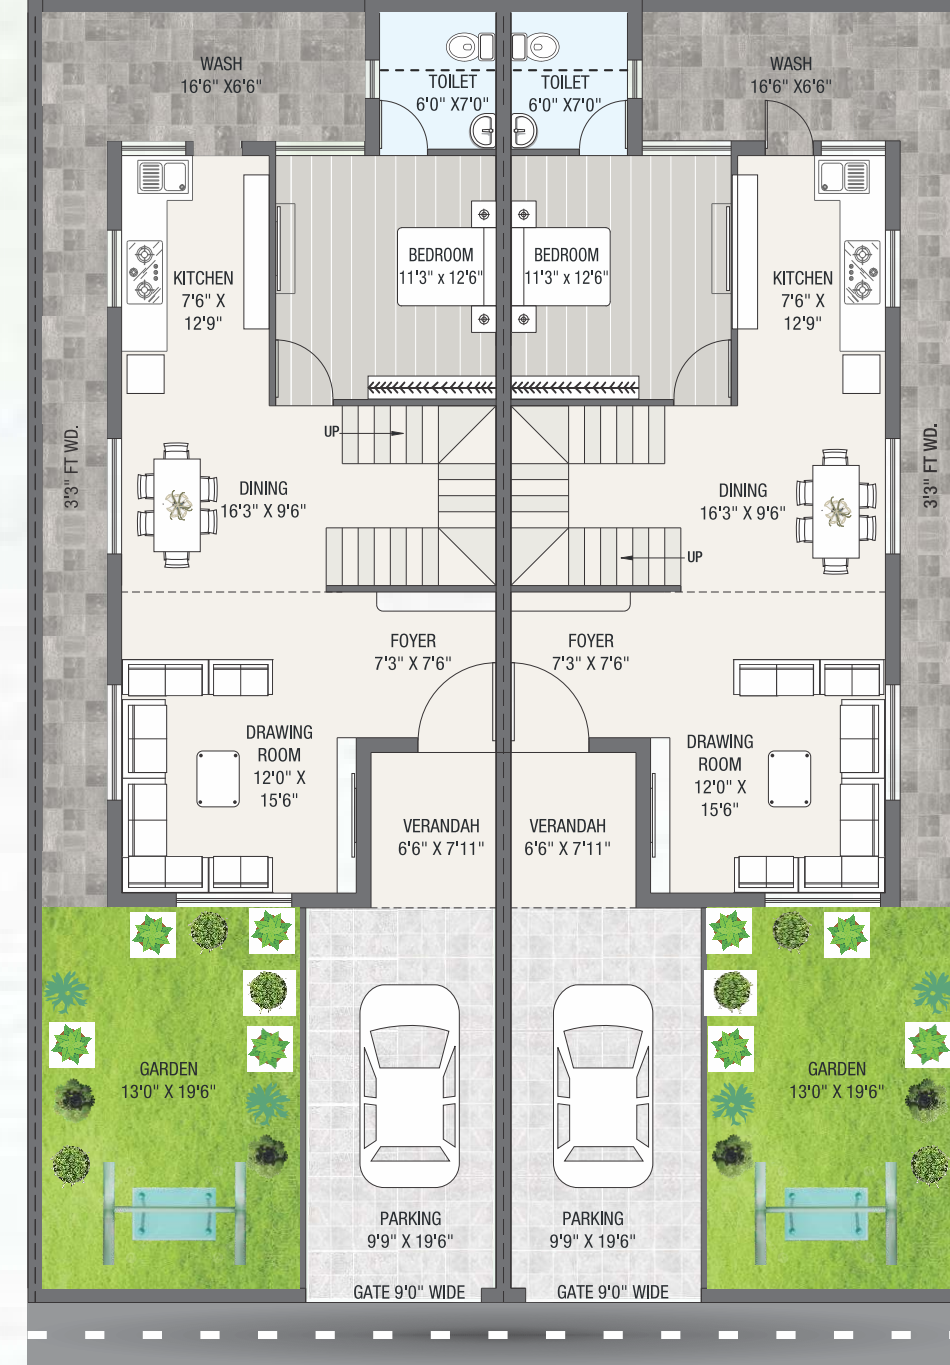 WASH
16'6" X6'6"
TOILET
6'0" X7'0"
TOILET
6'0" X7'0"
WASH
16'6" X6'6"
KITCHEN
7'6" X
12'9"
BEDROOM
11'3" x 12'6"
BEDROOM
11'3" x 12'6"
KITCHEN
7'6" X
12'9"
3'3" FT WD.
UP
DINING
16'3" X 9'6"
DINING
16'3" X 9'6"
UP
3'3" FT WD.
FOYER
7'3" X 7'6"
FOYER
7'3" X 7'6"
DRAWING
ROOM
12'0" X
15'6"
DRAWING
ROOM
12'0" X
15'6"
VERANDAH
6'6" X 7'11"
VERANDAH
6'6" X 7'11"
GARDEN
13'0" X 19'6"
GARDEN
13'0" X 19'6"
PARKING
9'9" X 19'6"
PARKING
9'9" X 19'6"
GATE 9'0" WIDE
GATE 9'0" WIDE